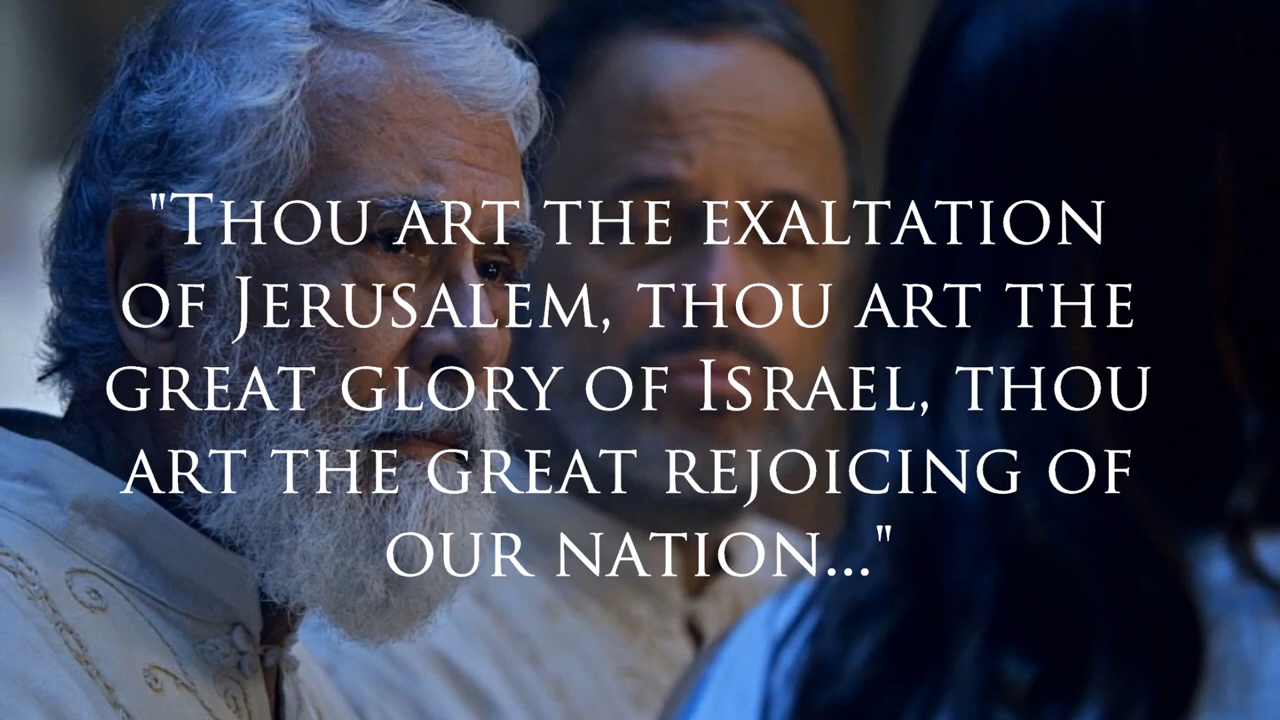 "Thou art the exaltation
of Jerusalem, thou art the
great glory of Israel, thou
art the great rejoicing of
our nation..."